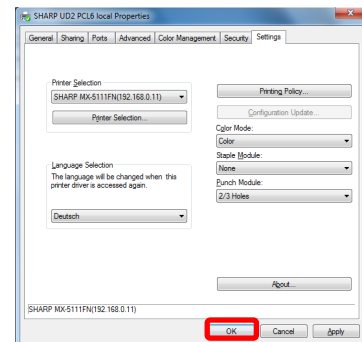 SHARP UD2 PCL6 local Properties
General Sharing Ports Advanced Color Management Security Settings
Printer Selection
SHARP MX-5111FN(192.168.0.11)
Printer Selection...
Printing Policy...
Configuration Update...
Color Mode:
Color
Staple Module:
None
Punch Module:
2/3 Holes
Language Selection
The language will be changed when this
printer driver is accessed again.
Deutsch
About...
SHARP MX-5111FN(192.168.0.11)
OK Cancel Apply